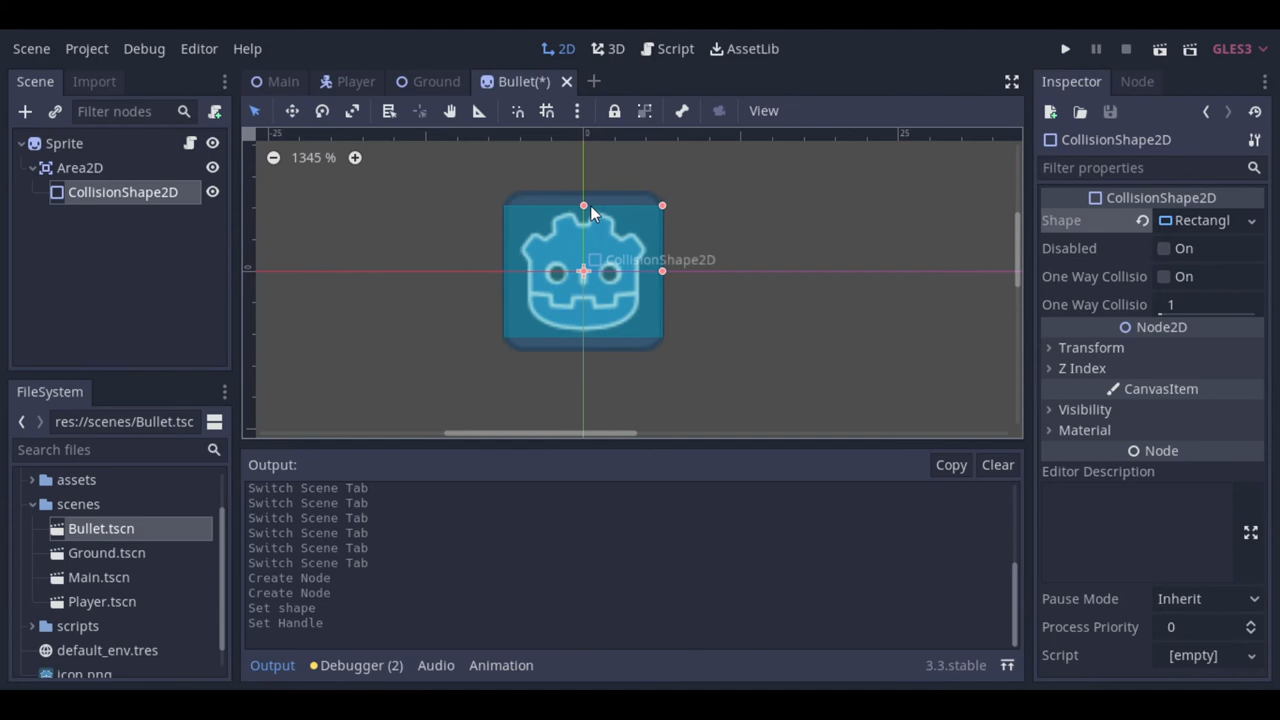 Scene Project Debug Editor Help
2D 3D Script AssetLib
GLES3
Scene Import
Filter nodes
Sprite
Area2D
CollisionShape2D
FileSystem
res://scenes/Bullet.tsc
Search files
assets
scenes
Bullet.tscn
Ground.tscn
Main.tscn
Player.tscn
scripts
default_env.tres
icon.png
Main Player Ground Bullet(*)
View
-25 0 25
1345 %
0
CollisionShape2D
Output:
Copy Clear
Switch Scene Tab
Switch Scene Tab
Switch Scene Tab
Switch Scene Tab
Switch Scene Tab
Switch Scene Tab
Create Node
Create Node
Set shape
Set Handle
Output Debugger (2) Audio Animation
3.3.stable
Inspector Node
CollisionShape2D
Filter properties
CollisionShape2D
Shape Rectangl
Disabled On
One Way Collisio On
One Way Collisio 1
Node2D
Transform
Z Index
CanvasItem
Visibility
Material
Node
Editor Description
Pause Mode Inherit
Process Priority 0
Script [empty]